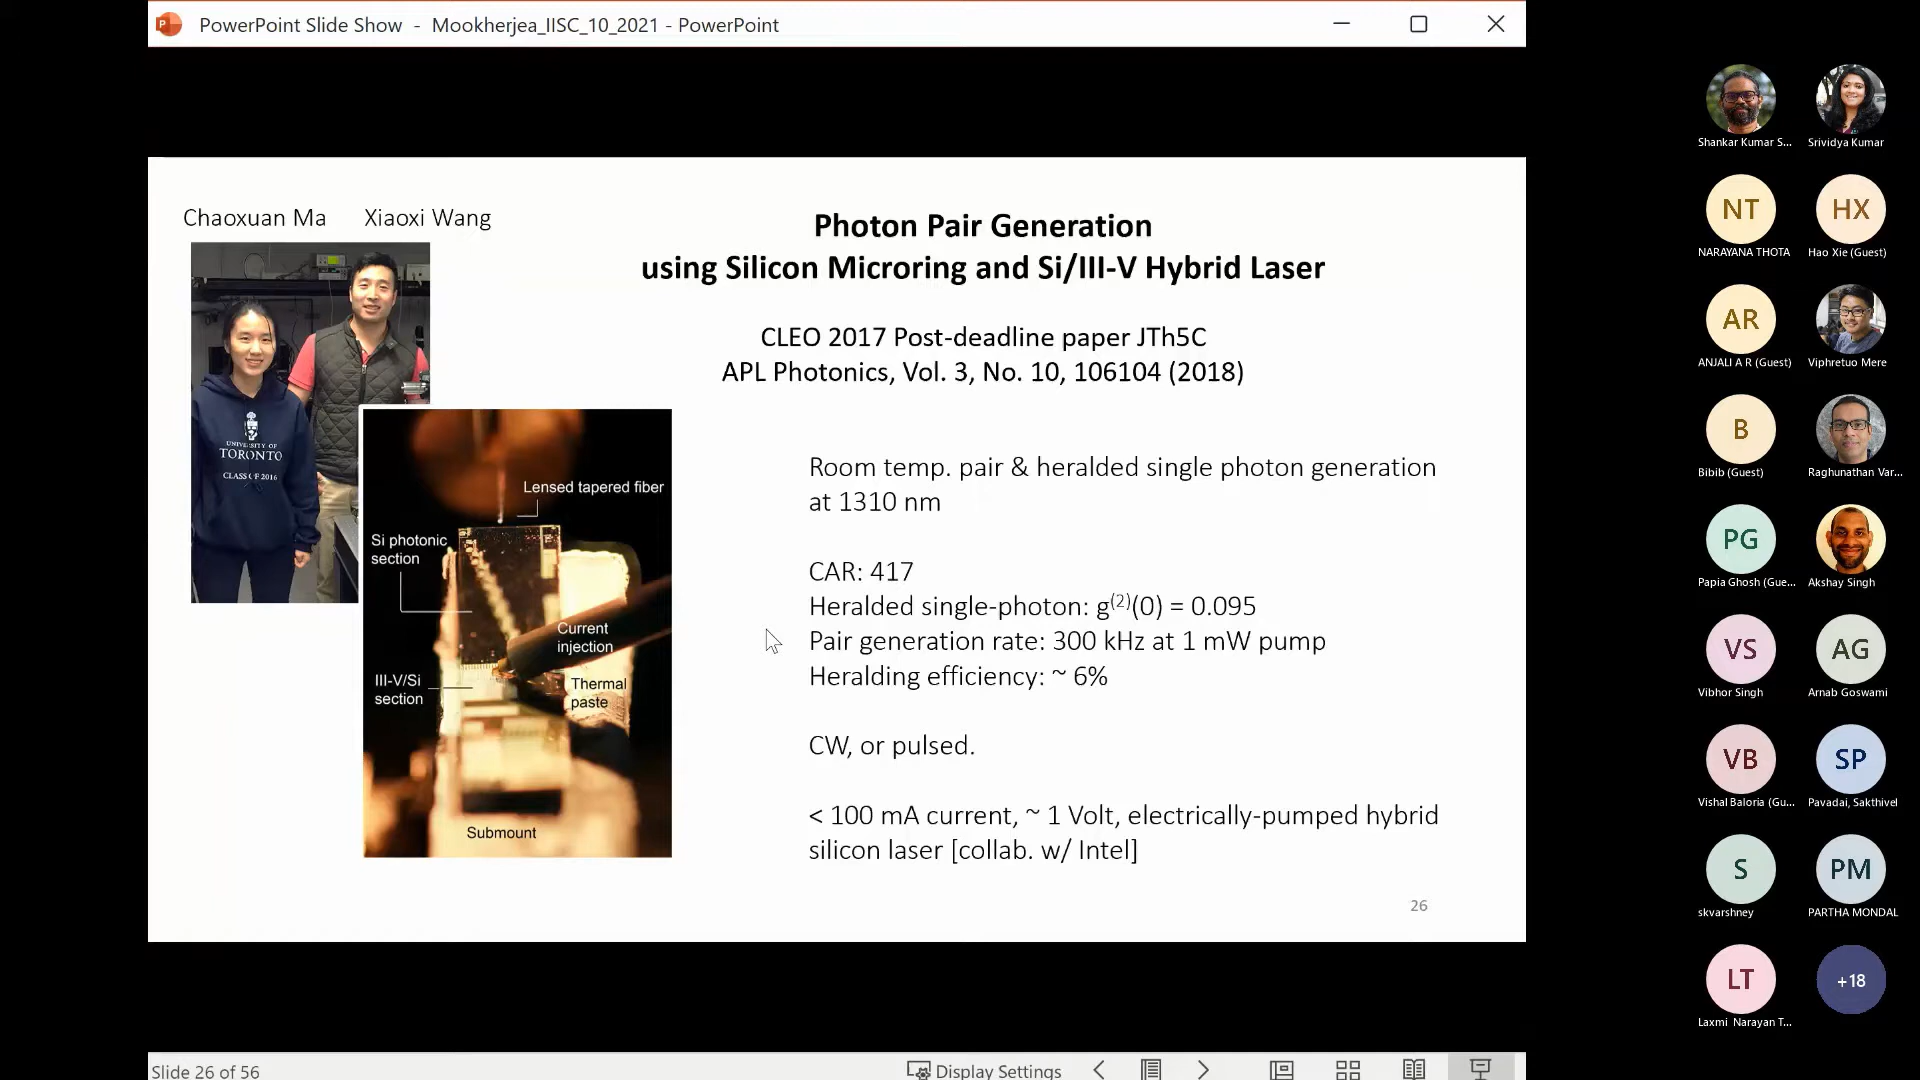 PowerPoint Slide Show - Mookherjea_IISC_10_2021 - PowerPoint
Chaoxuan Ma Xiaoxi Wang
Photon Pair Generation
using Silicon Microring and Si/III-V Hybrid Laser
CLEO 2017 Post-deadline paper JTh5C
APL Photonics, Vol. 3, No. 10, 106104 (2018)
UNIVERSITY OF
TORONTO
CLASS OF 2016
Lensed tapered fiber
Si photonic
section
Current
injection
III-V/Si
section
Thermal
paste
Submount
Room temp. pair & heralded single photon generation
at 1310 nm
CAR: 417
Heralded single-photon: g(2)(0) = 0.095
Pair generation rate: 300 kHz at 1 mW pump
Heralding efficiency: ~ 6%
CW, or pulsed.
< 100 mA current, ~ 1 Volt, electrically-pumped hybrid
silicon laser [collab. w/ Intel]
26
Slide 26 of 56
Display Settings
Shankar Kumar S...
Srividya Kumar
NT
NARAYANA THOTA
HX
Hao Xie (Guest)
AR
ANJALI A R (Guest)
Viphretuo Mere
B
Bibib (Guest)
Raghunathan Var...
PG
Papia Ghosh (Gue...
Akshay Singh
VS
Vibhor Singh
AG
Arnab Goswami
VB
Vishal Baloria (Gu...
SP
Pavadai, Sakthivel
S
skvarshney
PM
PARTHA MONDAL
LT
Laxmi Narayan T...
+18